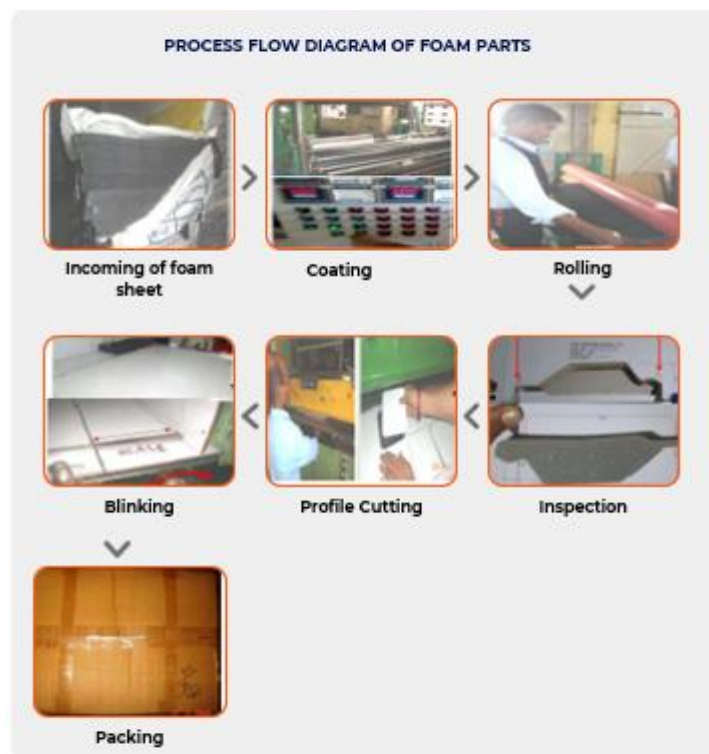 PROCESS FLOW DIAGRAM OF FOAM PARTS
Incoming of foam
sheet
Coating
Rolling
Inspection
Profile Cutting
Blinking
Packing